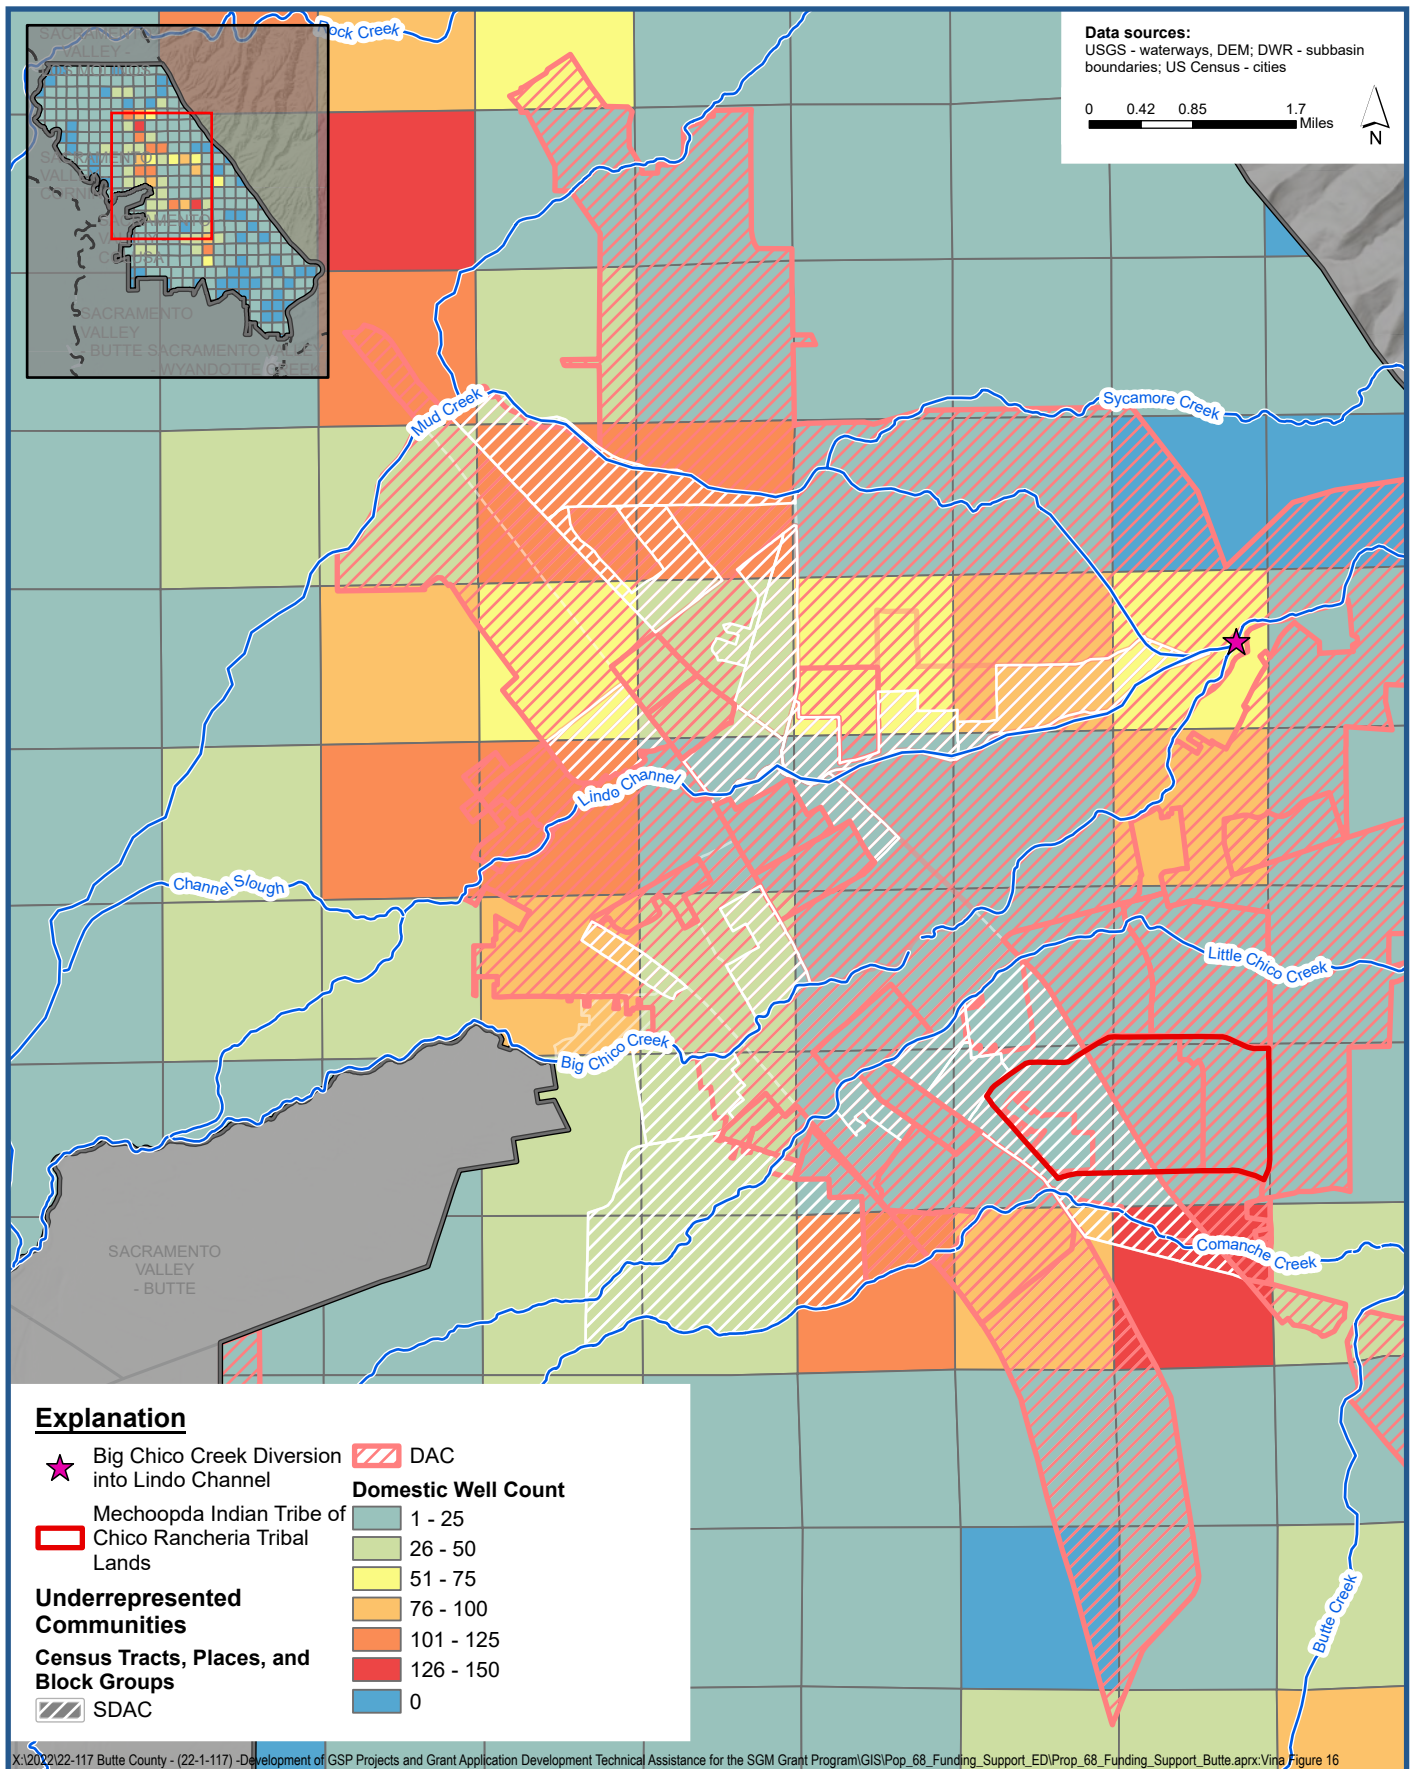 Rock Creek
Data sources:
USGS - waterways, DEM; DWR - subbasin
boundaries; US Census - cities
0 0.42 0.85 1.7
Miles
N
SACRAMENTO
VALLEY -
SACRAMENTO
VALLEY
SACRAMENTO
SACRAMENTO
VALLEY
- BUTTE SACRAMENTO VALLEY
- WYANDOTTE CREEK
Mud Creek
Sycamore Creek
Lindo Channel
Channel Slough
Little Chico Creek
Big Chico Creek
Comanche Creek
SACRAMENTO
VALLEY
- BUTTE
Butte Creek
Explanation
Big Chico Creek Diversion
into Lindo Channel
Mechoopda Indian Tribe of
Chico Rancheria Tribal
Lands
Underrepresented
Communities
Census Tracts, Places, and
Block Groups
SDAC
DAC
Domestic Well Count
1 - 25
26 - 50
51 - 75
76 - 100
101 - 125
126 - 150
0
X:\2022\22-117 Butte County - (22-1-117) -Development of GSP Projects and Grant Application Development Technical Assistance for the SGM Grant Program\GIS\Pop_68_Funding_Support_ED\Prop_68_Funding_Support_Butte.aprx:Vina Figure 16